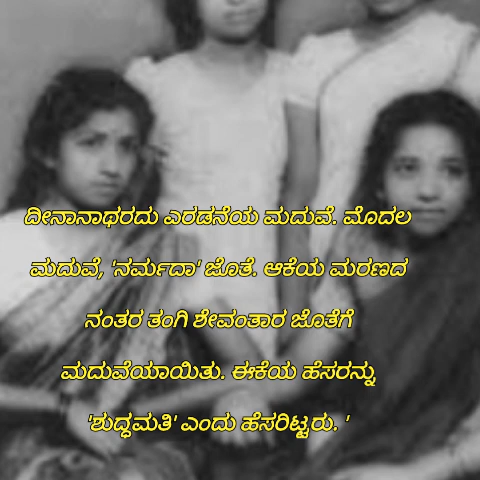 ದೀನಾನಾಥರದು ಎರಡನೆಯ ಮದುವೆ. ಮೊದಲ
ಮದುವೆ, 'ನರ್ಮದಾ' ಜೊತೆ. ಆಕೆಯ ಮರಣದ
ನಂತರ ತಂಗಿ ಶೇವಂತಾರ ಜೊತೆಗೆ
ಮದುವೆಯಾಯಿತು. ಈಕೆಯ ಹೆಸರನ್ನು
'ಶುದ್ಧಮತಿ' ಎಂದು ಹೆಸರಿಟ್ಟರು. '